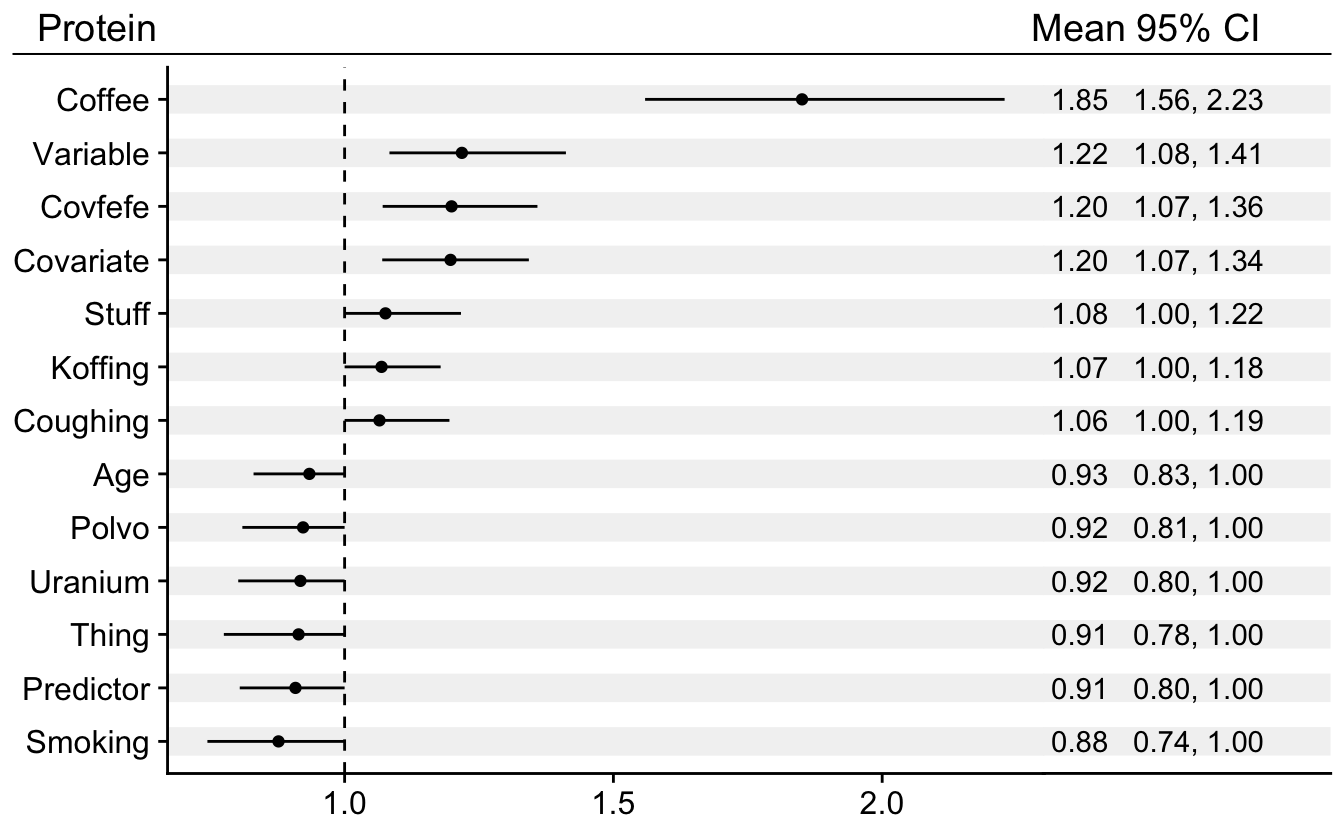 Protein Mean 95% CI
Coffee 1.85 1.56, 2.23
Variable 1.22 1.08, 1.41
Covfefe 1.20 1.07, 1.36
Covariate 1.20 1.07, 1.34
Stuff 1.08 1.00, 1.22
Koffing 1.07 1.00, 1.18
Coughing 1.06 1.00, 1.19
Age 0.93 0.83, 1.00
Polvo 0.92 0.81, 1.00
Uranium 0.92 0.80, 1.00
Thing 0.91 0.78, 1.00
Predictor 0.91 0.80, 1.00
Smoking 0.88 0.74, 1.00
1.0 1.5 2.0